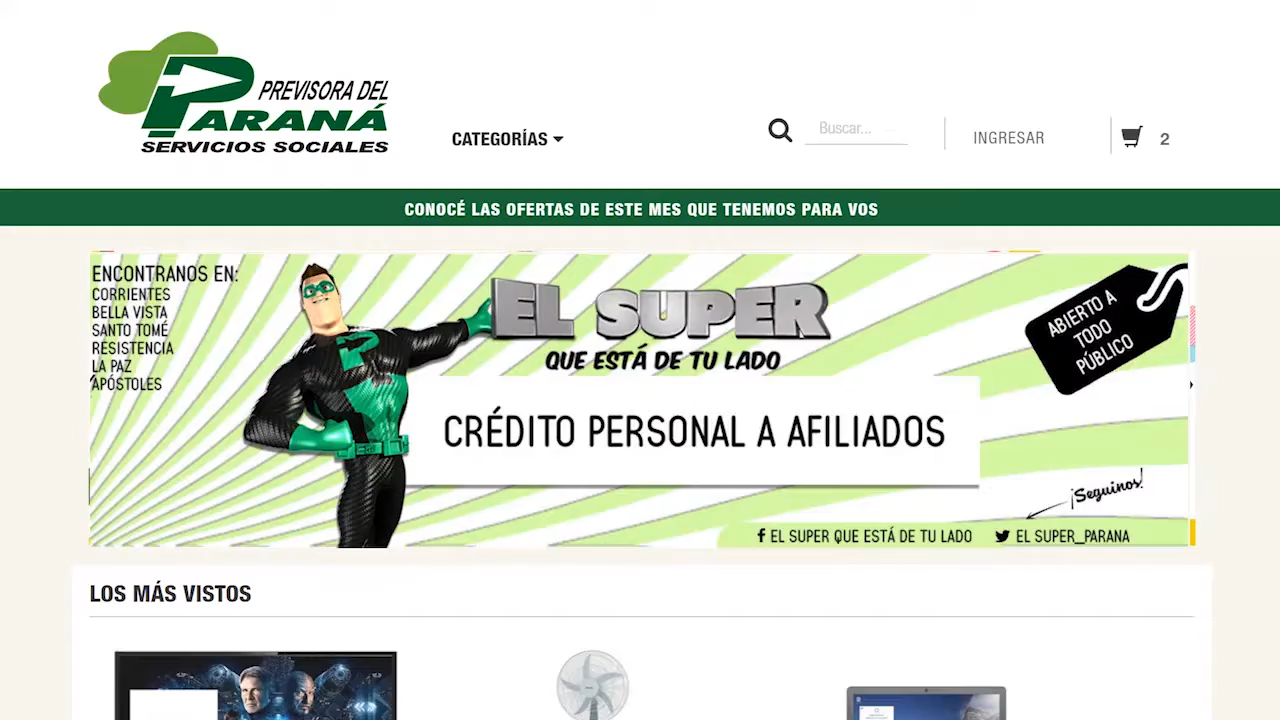 PREVISORA DEL
PARANÁ
SERVICIOS SOCIALES
CATEGORÍAS
Buscar...
INGRESAR
2
CONOCÉ LAS OFERTAS DE ESTE MES QUE TENEMOS PARA VOS
ENCONTRANOS EN:
CORRIENTES
BELLA VISTA
SANTO TOMÉ
RESISTENCIA
LA PAZ
APÓSTOLES
EL SUPER
QUE ESTÁ DE TU LADO
ABIERTO A
TODO
PÚBLICO
CRÉDITO PERSONAL A AFILIADOS
¡Seguinos!
EL SUPER QUE ESTÁ DE TU LADO
EL SUPER_PARANA
LOS MÁS VISTOS